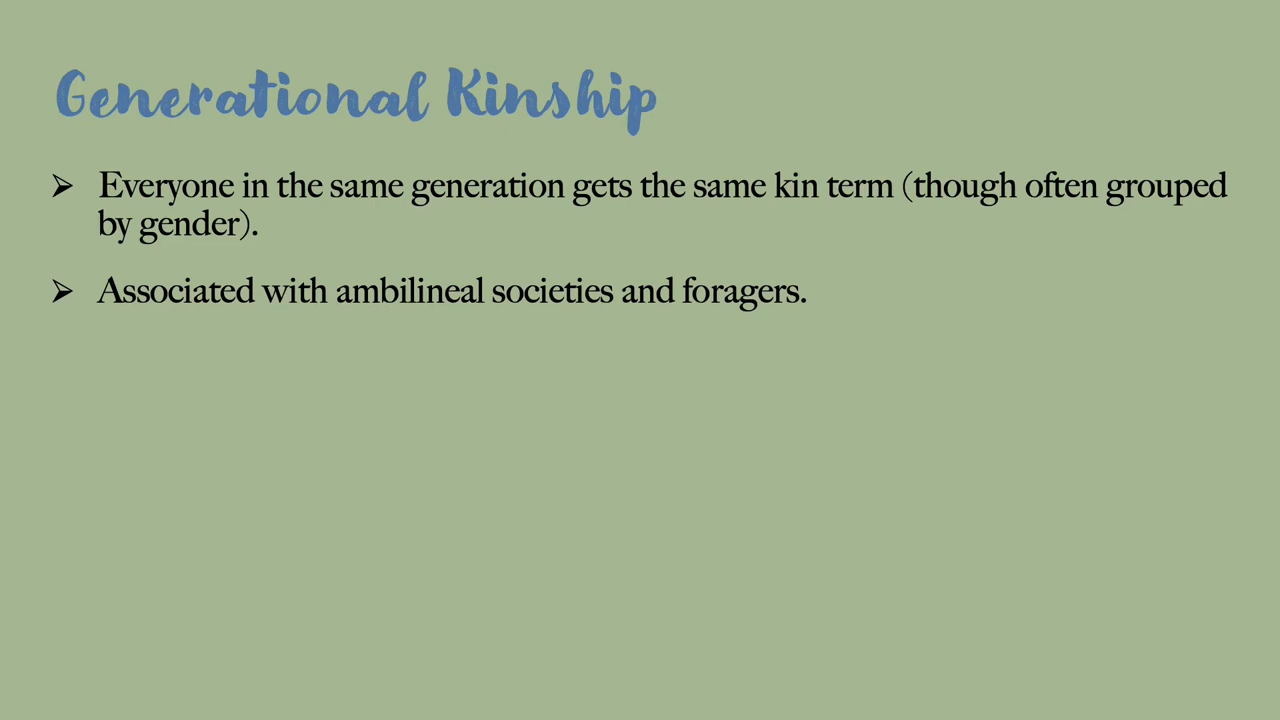 Generational Kinship
➢ Everyone in the same generation gets the same kin term (though often grouped
by gender).
➢ Associated with ambilineal societies and foragers.